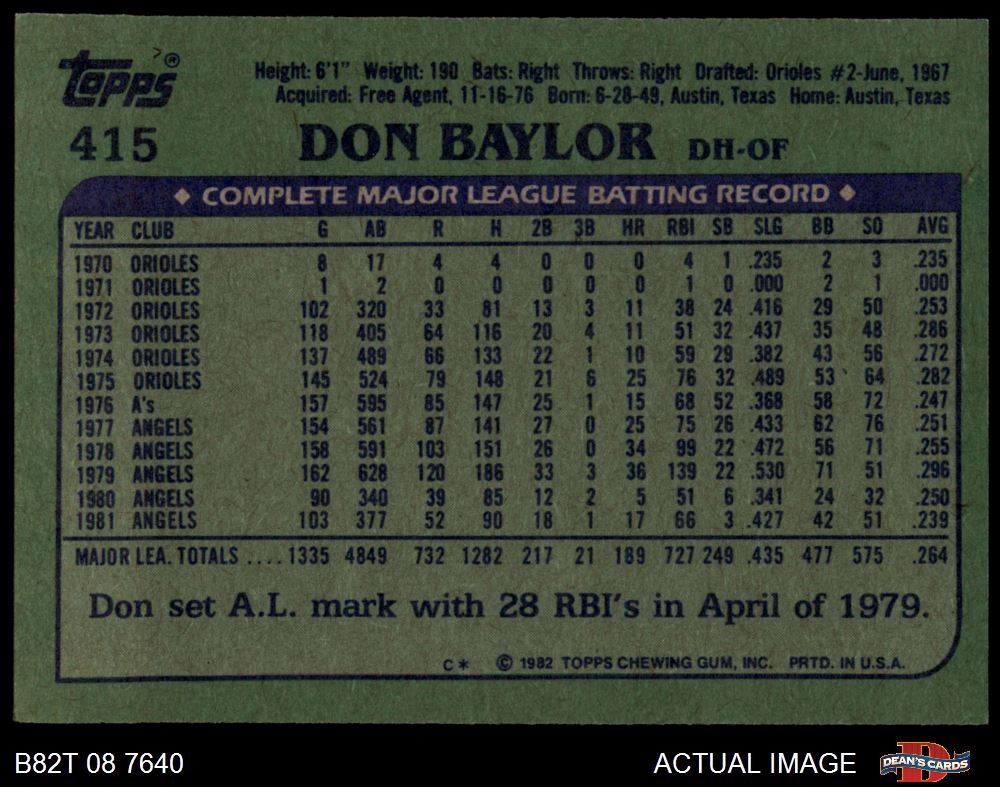 Topps®
Height: 6'1" Weight: 190 Bats: Right Throws: Right Drafted: Orioles #2-June, 1967
Acquired: Free Agent, 11-16-76 Born: 6-28-49, Austin, Texas Home: Austin, Texas
415 DON BAYLOR DH-OF
◆ COMPLETE MAJOR LEAGUE BATTING RECORD ◆
YEAR CLUB G AB R H 2B 3B HR RBI SB SLG BB SO AVG
1970 ORIOLES 8 17 4 4 0 0 0 4 1 .235 2 3 .235
1971 ORIOLES 1 2 0 0 0 0 0 1 0 .000 2 1 .000
1972 ORIOLES 102 320 33 81 13 3 11 38 24 .416 29 50 .253
1973 ORIOLES 118 405 64 116 20 4 11 51 32 .437 35 48 .286
1974 ORIOLES 137 489 66 133 22 1 10 59 29 .382 43 56 .272
1975 ORIOLES 145 524 79 148 21 6 25 76 32 .489 53 64 .282
1976 A's 157 595 85 147 25 1 15 68 52 .368 58 72 .247
1977 ANGELS 154 561 87 141 27 0 25 75 26 .433 62 76 .251
1978 ANGELS 158 591 103 151 26 0 34 99 22 .472 56 71 .255
1979 ANGELS 162 628 120 186 33 3 36 139 22 .530 71 51 .296
1980 ANGELS 90 340 39 85 12 2 5 51 6 .341 24 32 .250
1981 ANGELS 103 377 52 90 18 1 17 66 3 .427 42 51 .239
MAJOR LEA. TOTALS .... 1335 4849 732 1282 217 21 189 727 249 .435 477 575 .264
Don set A.L. mark with 28 RBI's in April of 1979.
C* © 1982 TOPPS CHEWING GUM, INC. PRTD. IN U.S.A.
B82T 08 7640 ACTUAL IMAGE DEAN'S CARDS